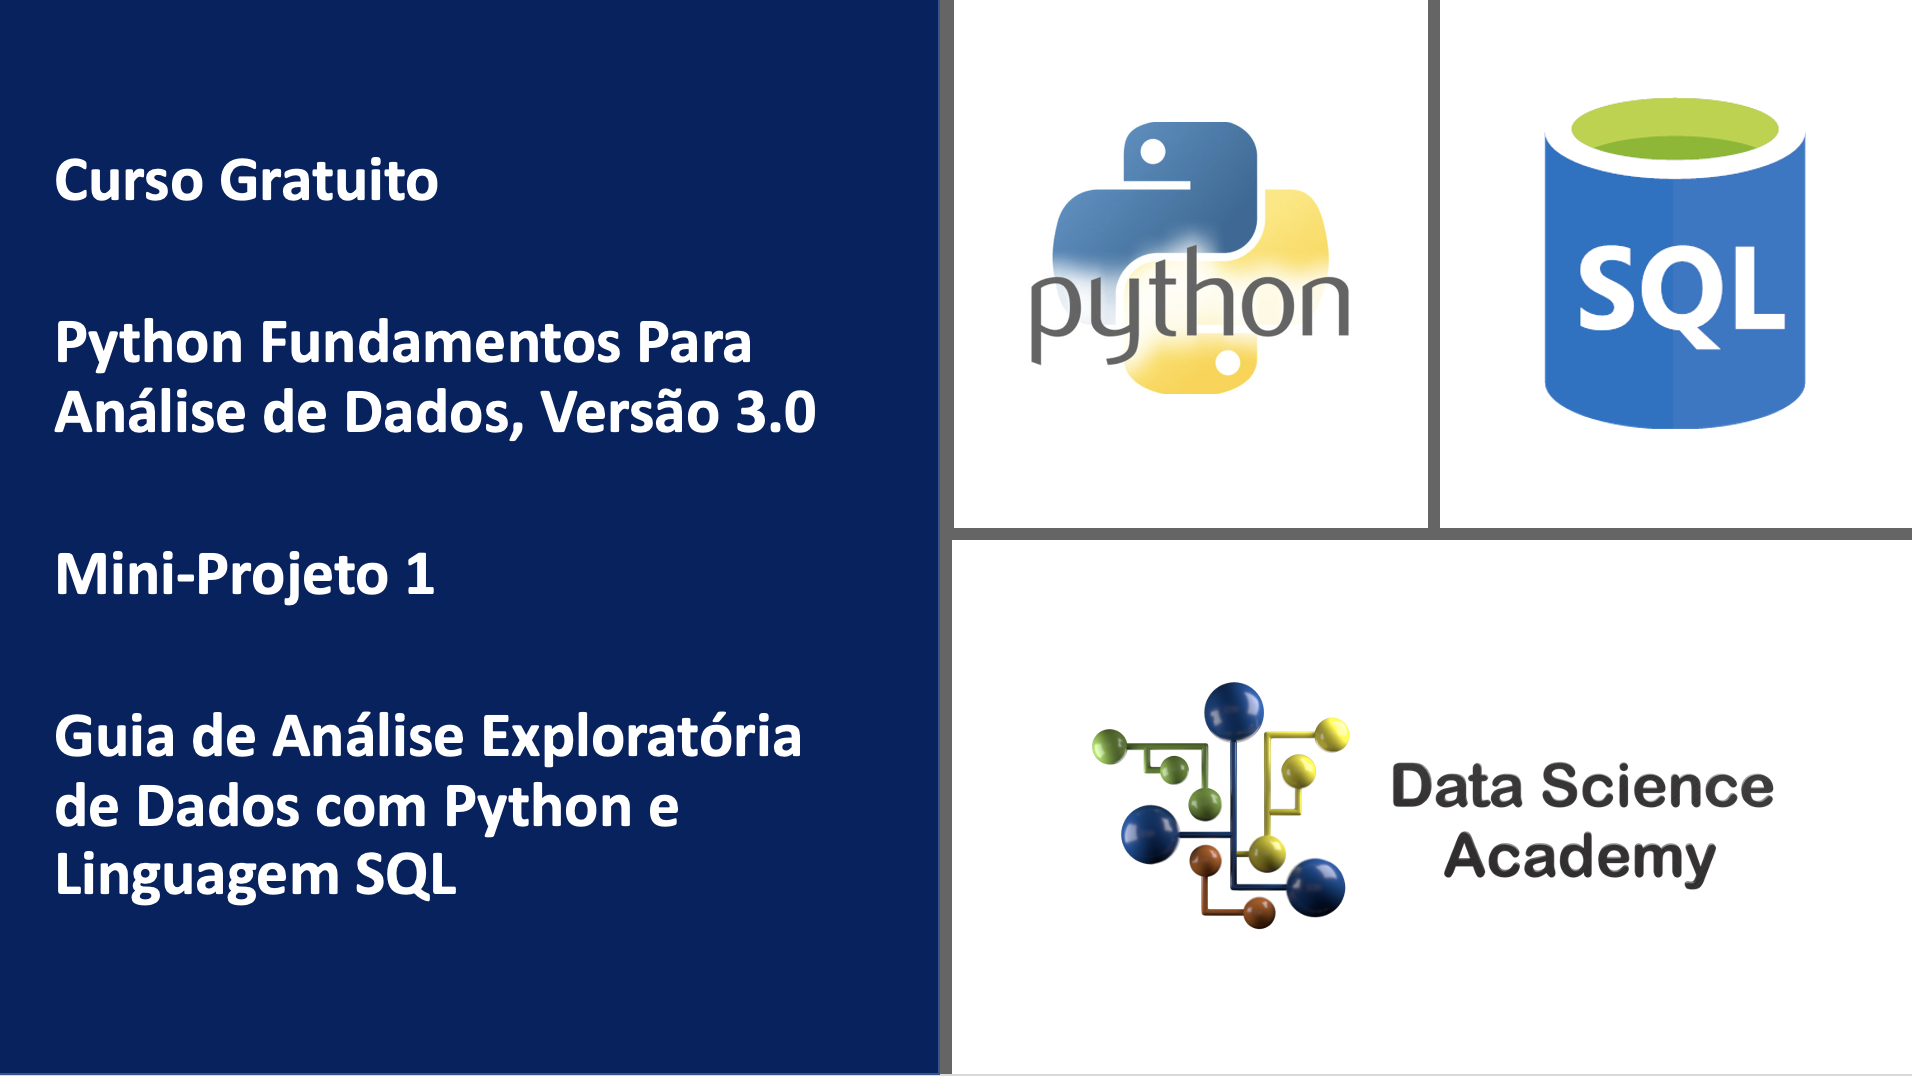 Curso Gratuito
Python Fundamentos Para
Análise de Dados, Versão 3.0
Mini-Projeto 1
Guia de Análise Exploratória
de Dados com Python e
Linguagem SQL
python
SQL
Data Science
Academy